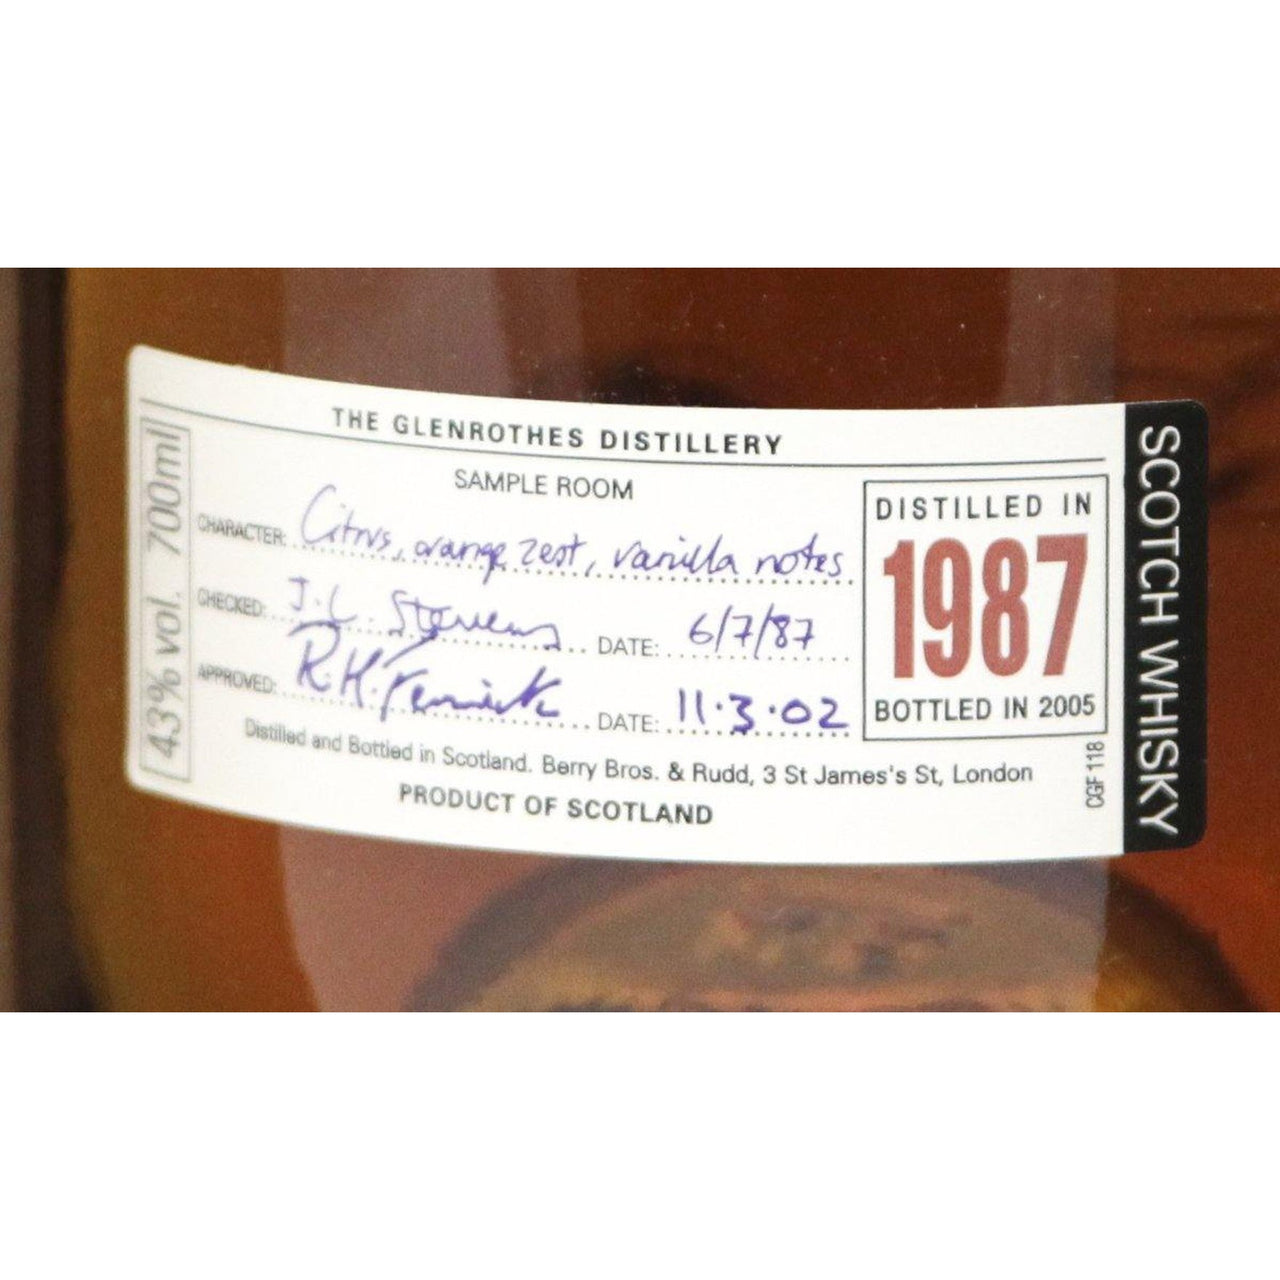 THE GLENROTHES DISTILLERY
SAMPLE ROOM
CHARACTER: Citrus, orange zest, vanilla notes
CHECKED: J. L. Stevens DATE: 6/7/87
APPROVED: R. H. Fenwick DATE: 11.3.02
Distilled and Bottled in Scotland. Berry Bros. & Rudd, 3 St James's St, London
PRODUCT OF SCOTLAND
43% vol. 700ml
DISTILLED IN
1987
BOTTLED IN 2005
CGF 118
SCOTCH WHISKY